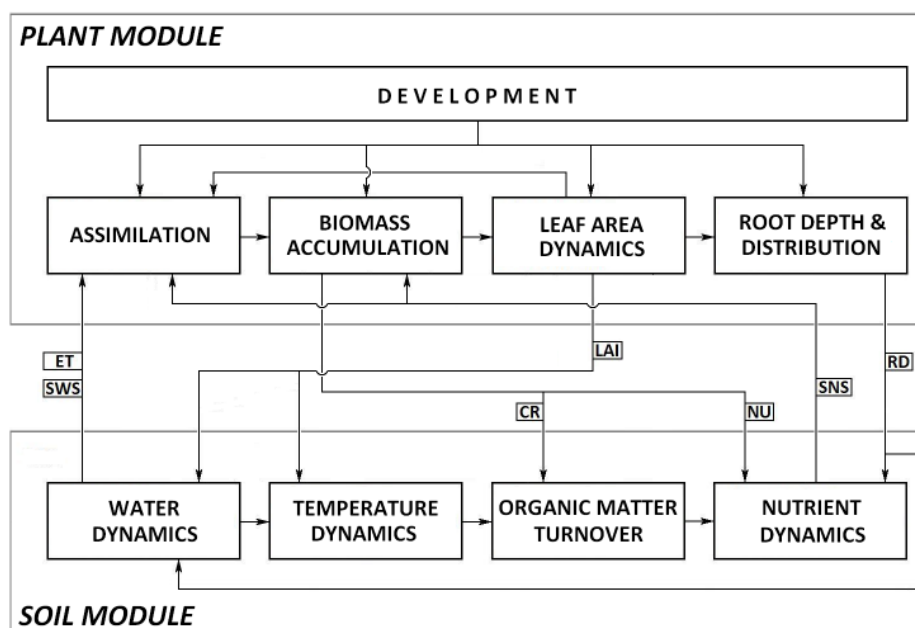 PLANT MODULE
DEVELOPMENT
ASSIMILATION
BIOMASS
ACCUMULATION
LEAF AREA
DYNAMICS
ROOT DEPTH &
DISTRIBUTION
ET
SWS
LAI
CR
NU
SNS
RD
WATER
DYNAMICS
TEMPERATURE
DYNAMICS
ORGANIC MATTER
TURNOVER
NUTRIENT
DYNAMICS
SOIL MODULE